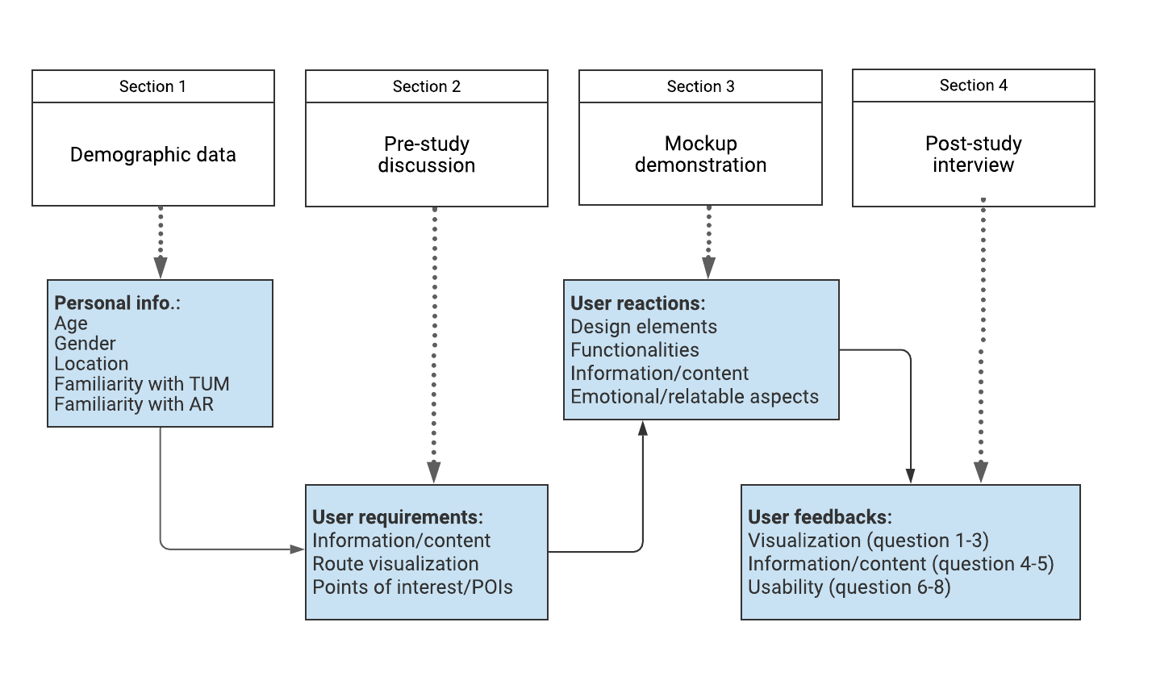 Section 1
Demographic data
Section 2
Pre-study
discussion
Section 3
Mockup
demonstration
Section 4
Post-study
interview
Personal info.:
Age
Gender
Location
Familiarity with TUM
Familiarity with AR
User requirements:
Information/content
Route visualization
Points of interest/POIs
User reactions:
Design elements
Functionalities
Information/content
Emotional/relatable aspects
User feedbacks:
Visualization (question 1-3)
Information/content (question 4-5)
Usability (question 6-8)